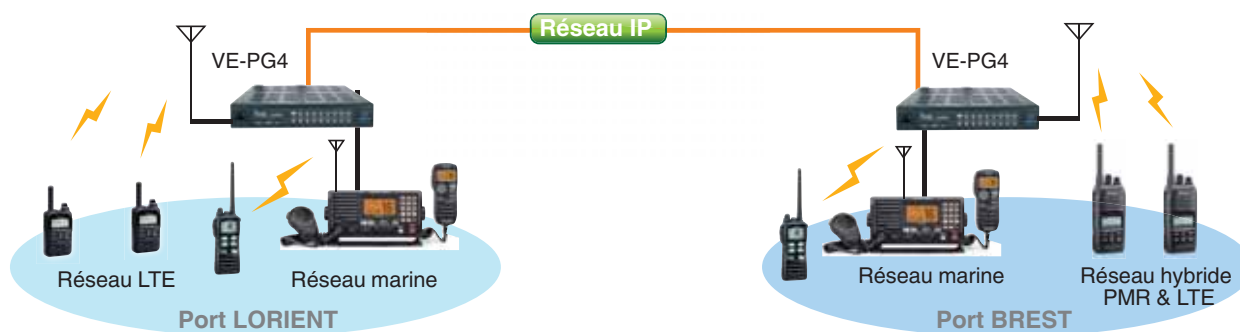 Réseau IP
VE-PG4
VE-PG4
Réseau LTE
Réseau marine
Port LORIENT
Réseau marine
Réseau hybride
PMR & LTE
Port BREST